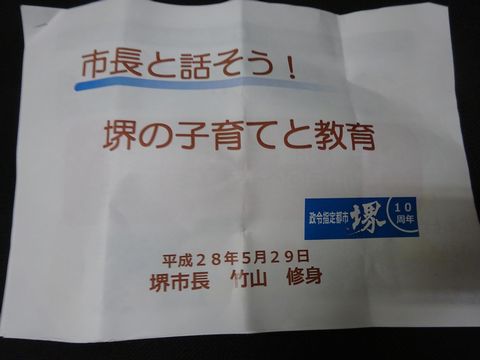 市長と話そう！
堺の子育てと教育
政令指定都市 堺 10周年
平成２８年５月２９日
堺市長 竹山 修身